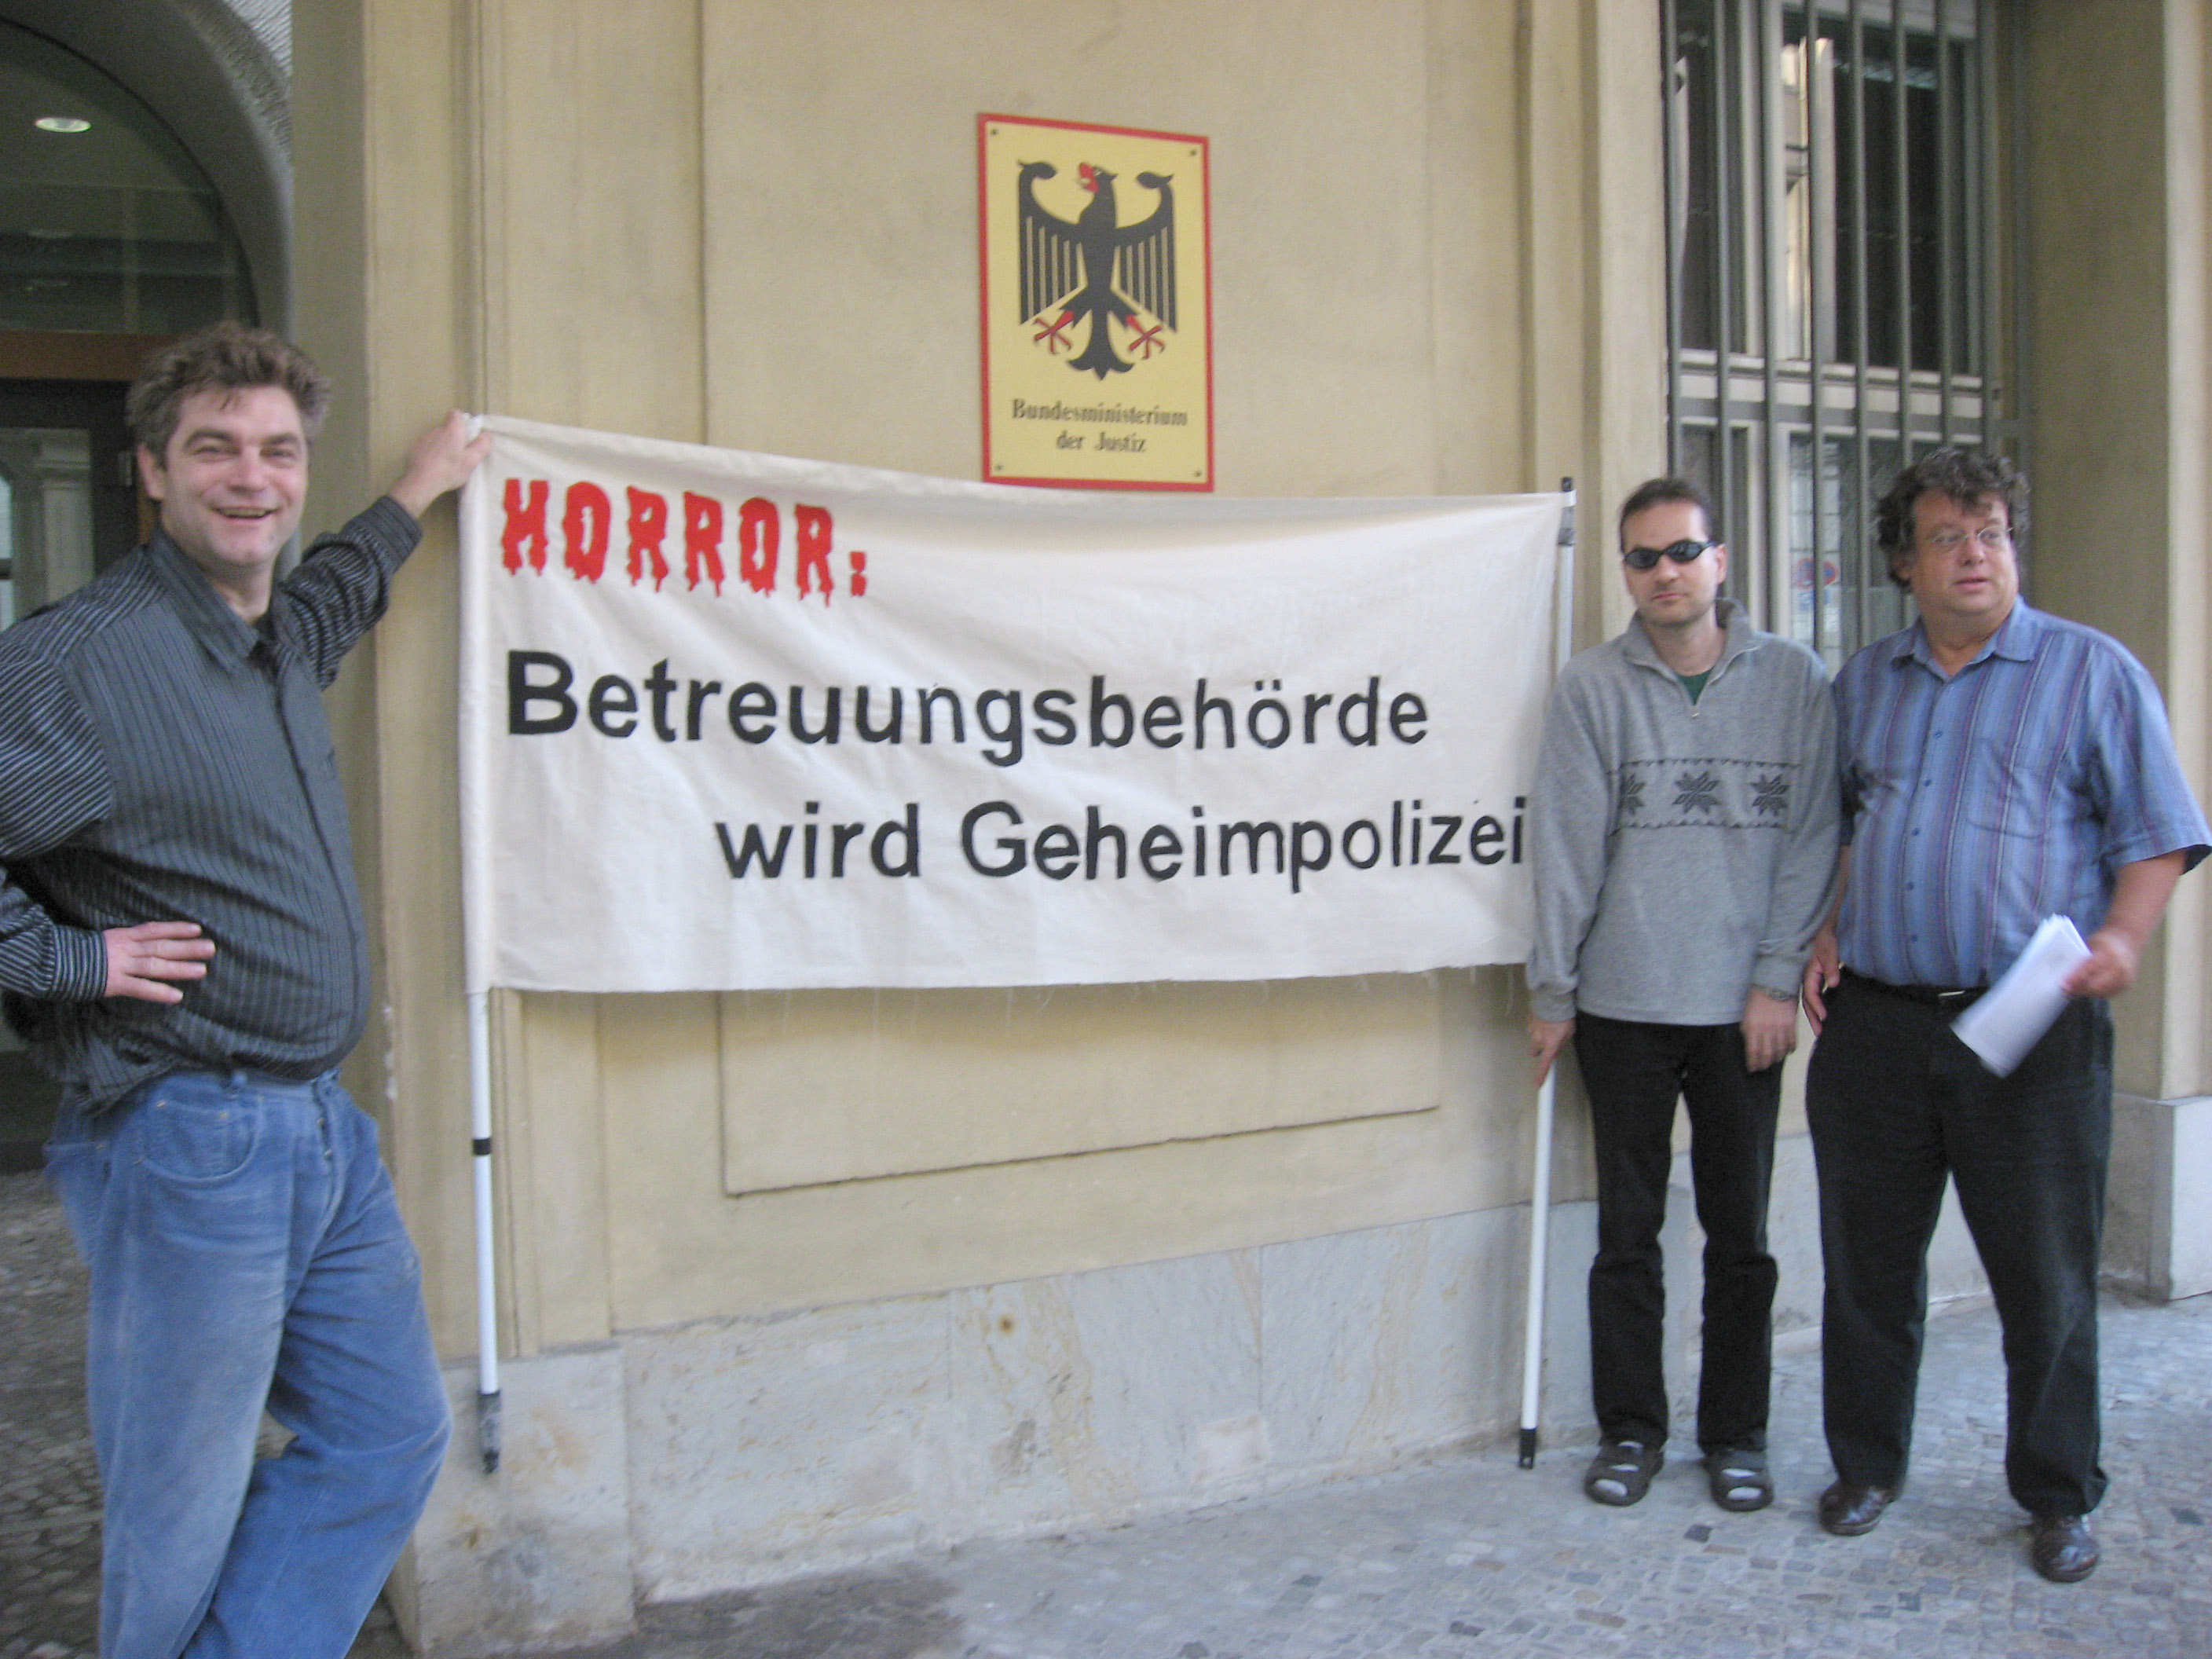 Bundesministerium
der Justiz
HORROR:
Betreuungsbehörde
wird Geheimpolizei